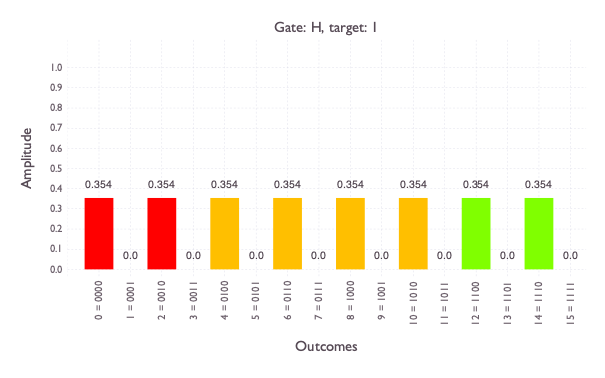 Gate: H, target: 1
Amplitude
1.0
0.9
0.8
0.7
0.6
0.5
0.4
0.3
0.2
0.1
0.0
0.354 0.0 0.354 0.0 0.354 0.0 0.354 0.0 0.354 0.0 0.354 0.0 0.354 0.0 0.354 0.0
0 = 0000
1 = 0001
2 = 0010
3 = 0011
4 = 0100
5 = 0101
6 = 0110
7 = 0111
8 = 1000
9 = 1001
10 = 1010
11 = 1011
12 = 1100
13 = 1101
14 = 1110
15 = 1111
Outcomes